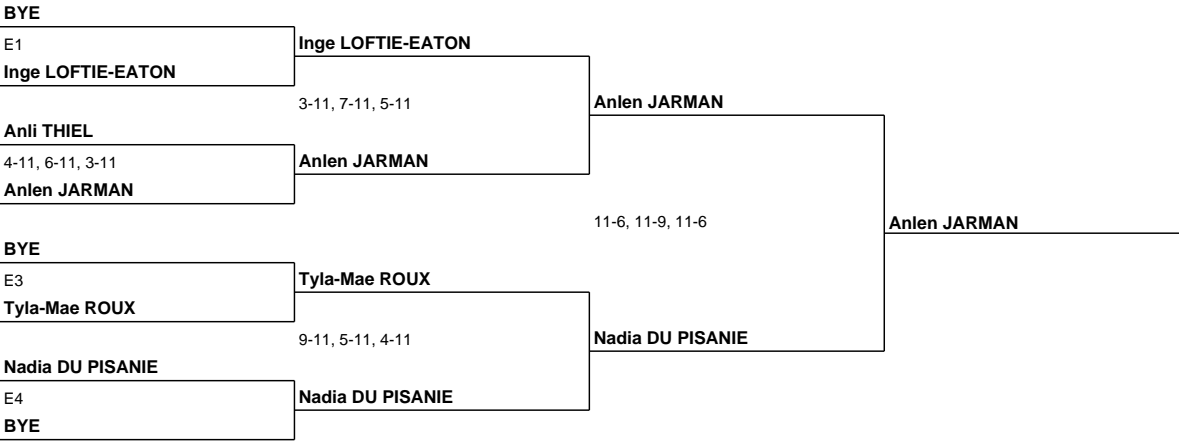 BYE
E1
Inge LOFTIE-EATON
Inge LOFTIE-EATON
3-11, 7-11, 5-11
Anlen JARMAN
Anli THIEL
4-11, 6-11, 3-11
Anlen JARMAN
Anlen JARMAN
11-6, 11-9, 11-6
Anlen JARMAN
BYE
E3
Tyla-Mae ROUX
Tyla-Mae ROUX
9-11, 5-11, 4-11
Nadia DU PISANIE
Nadia DU PISANIE
E4
Nadia DU PISANIE
BYE